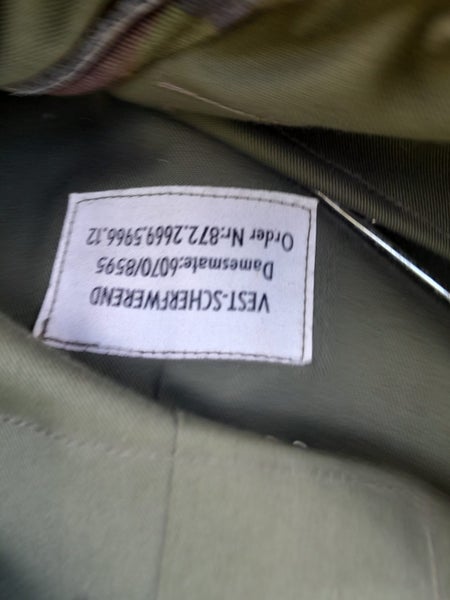 VEST-SCHERFWEREND
Damesmate:6070/8595
Order Nr:872.2669.5966.12